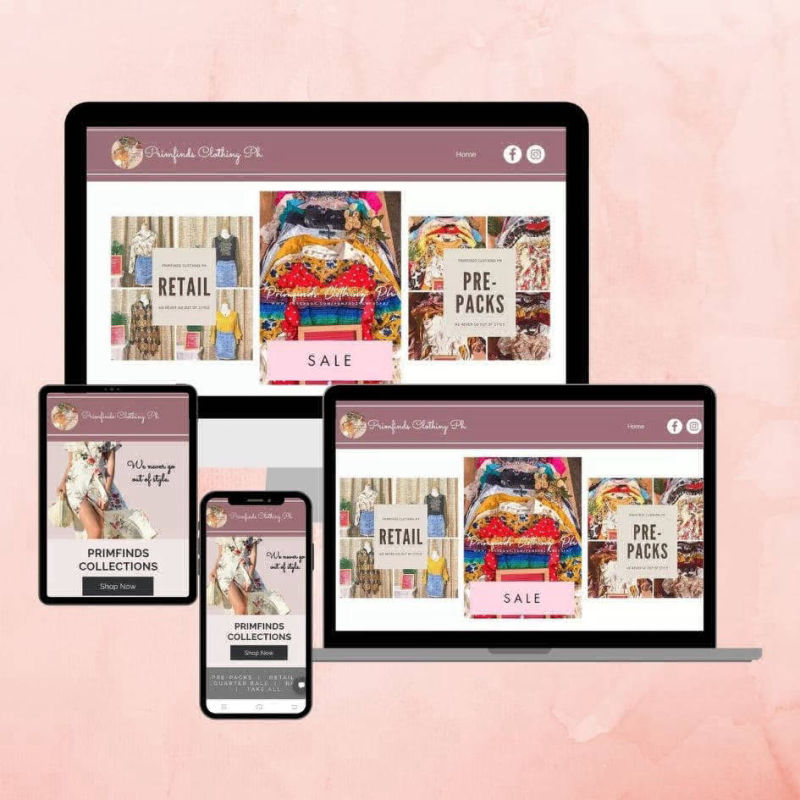 Primfinds Clothing Ph
Home
PRIMFINDS CLOTHING PH
RETAIL
WE NEVER GO OUT OF STYLE
Primfinds Clothing Ph
SALE
PRIMFINDS CLOTHING PH
PRE-
PACKS
WE NEVER GO OUT OF STYLE
Primfinds Clothing Ph
We never go
out of style.
PRIMFINDS
COLLECTIONS
Shop Now
Primfinds Clothing Ph
We never go
out of style.
PRIMFINDS
COLLECTIONS
Shop Now
PRE-PACKS | RETAIL
QUARTER BALE
| TAKE ALL
Primfinds Clothing Ph
Home
PRIMFINDS CLOTHING PH
RETAIL
WE NEVER GO OUT OF STYLE
Primfinds Clothing Ph
SALE
PRIMFINDS CLOTHING PH
PRE-
PACKS
WE NEVER GO OUT OF STYLE